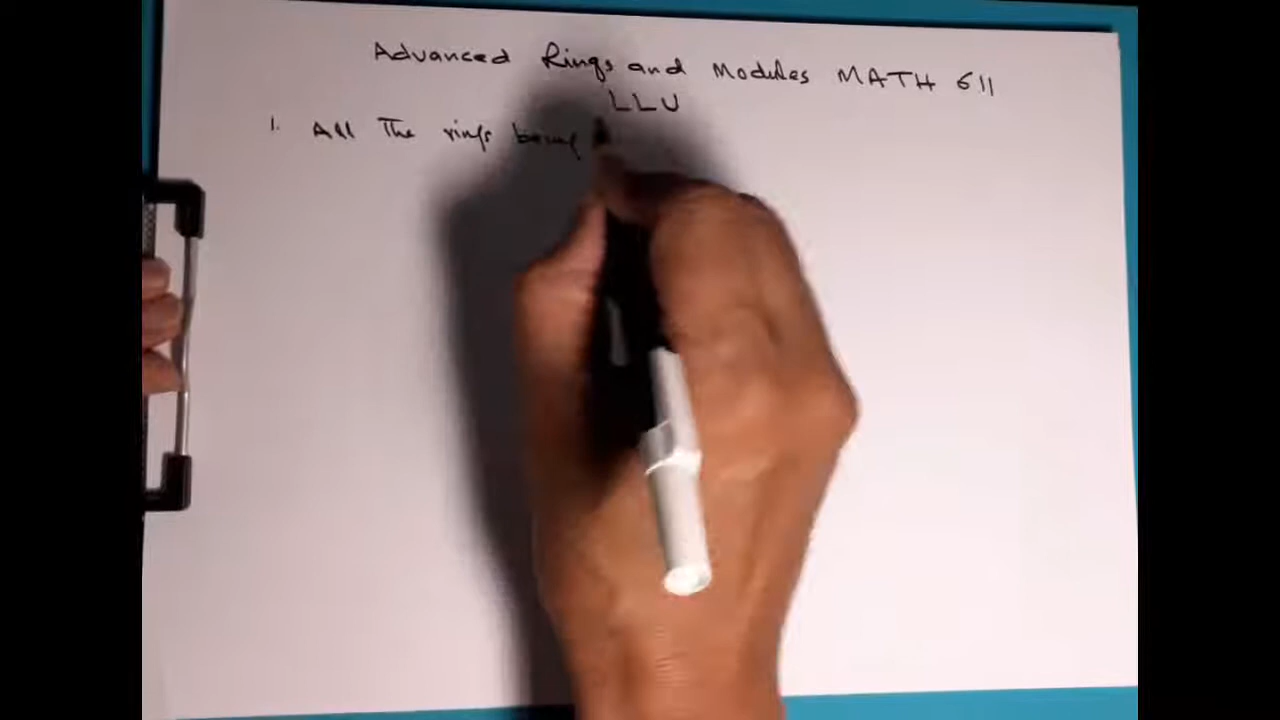 Advanced Rings and Modules MATH 611
LLU
1. All The rings being